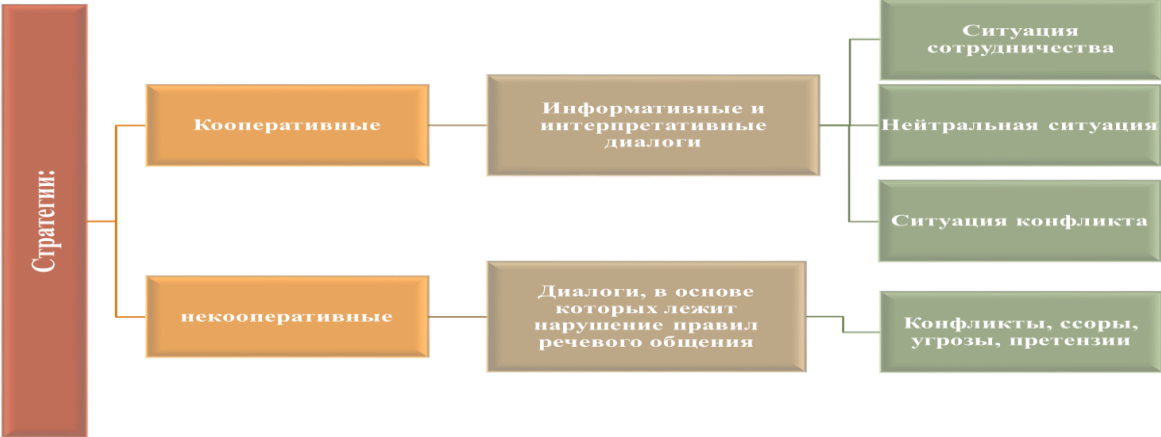 Стратегии:
Кооперативные
Информативные и
интерпретативные
диалоги
Ситуация
сотрудничества
Нейтральная ситуация
Ситуация конфликта
некооперативные
Диалоги, в основе
которых лежит
нарушение правил
речевого общения
Конфликты, ссоры,
угрозы, претензии